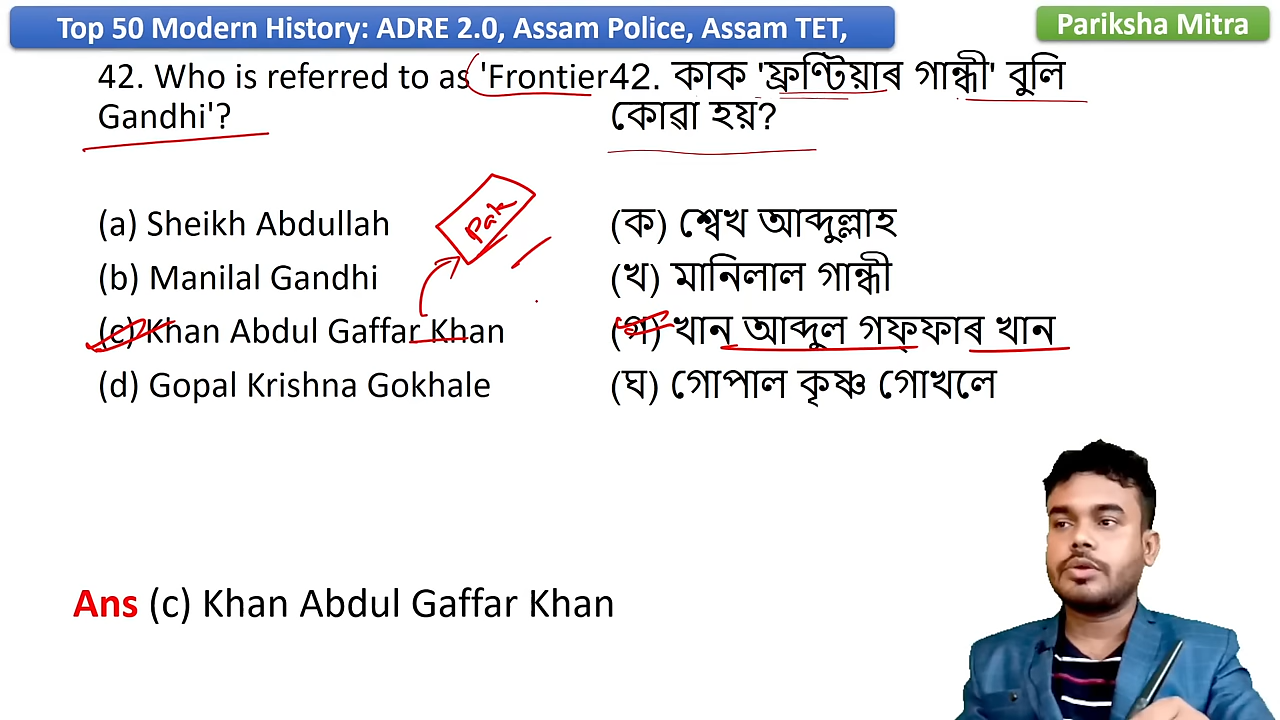 Top 50 Modern History: ADRE 2.0, Assam Police, Assam TET,
Pariksha Mitra
42. Who is referred to as 'Frontier
Gandhi'?
(a) Sheikh Abdullah
(b) Manilal Gandhi
(c) Khan Abdul Gaffar Khan
(d) Gopal Krishna Gokhale
Pak
42. কাক 'ফ্ৰণ্টিয়াৰ গান্ধী' বুলি
কোৱা হয়?
(ক) শ্বেখ আব্দুল্লাহ
(খ) মানিলাল গান্ধী
(গ) খান আব্দুল গফ্ফাৰ খান
(ঘ) গোপাল কৃষ্ণ গোখলে
Ans (c) Khan Abdul Gaffar Khan